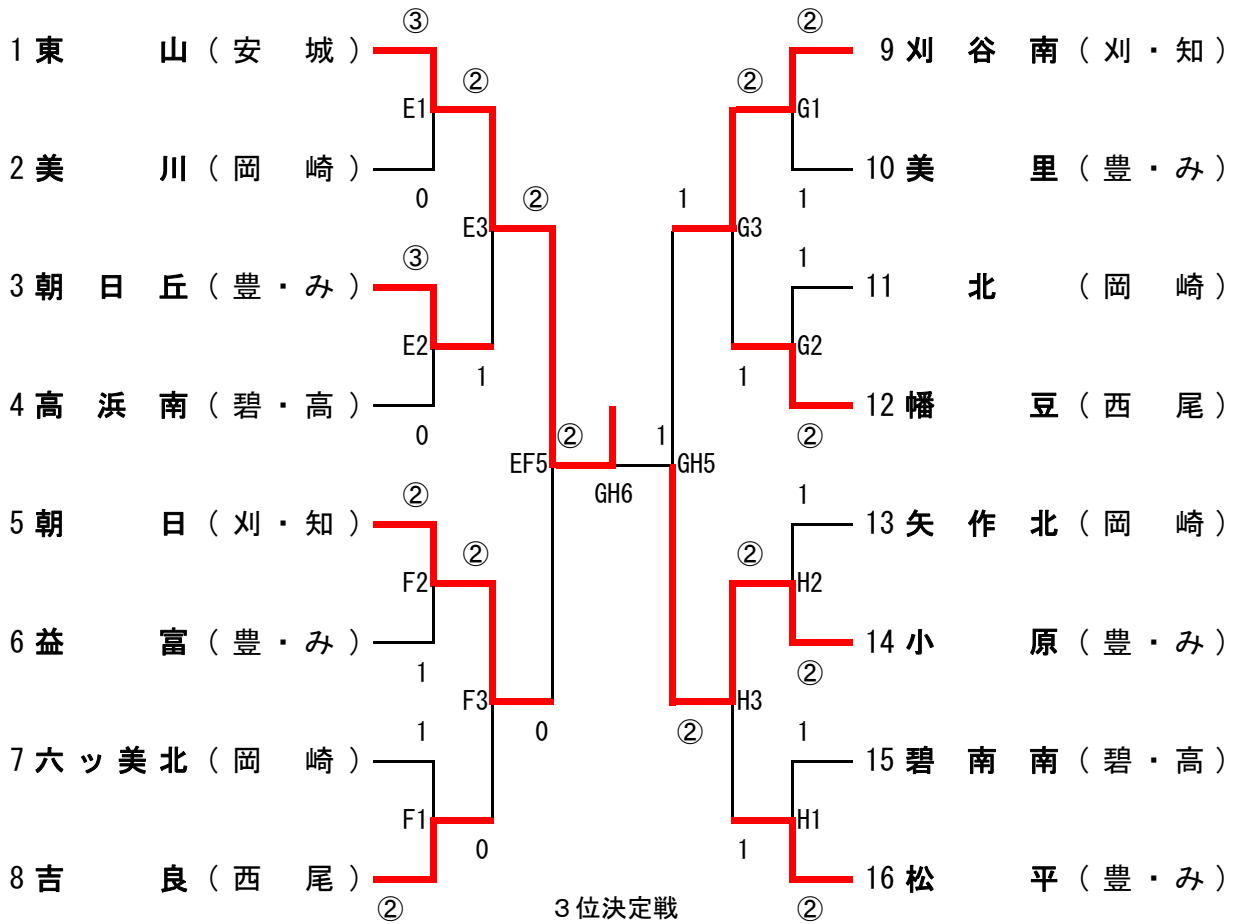 ③ ②
1 東 山 ( 安 城 ) 9 刈 谷 南 ( 刈 ・ 知 )
② ②
E1 G1
2 美 川 ( 岡 崎 ) 10 美 里 ( 豊 ・ み )
0 ② 1 1
E3 G3
③ 1
3 朝 日 丘 ( 豊 ・ み ) 11 北 ( 岡 崎 )
E2 G2
1 1
4 高 浜 南 ( 碧 ・ 高 ) 12 幡 豆 ( 西 尾 )
0 ② 1 ②
EF5 GH5
② GH6 1
5 朝 日 ( 刈 ・ 知 ) 13 矢 作 北 ( 岡 崎 )
② ②
F2 H2
6 益 富 ( 豊 ・ み ) 14 小 原 ( 豊 ・ み )
1 ②
F3 H3
1 0 ② 1
7 六 ッ 美 北 ( 岡 崎 ) 15 碧 南 南 ( 碧 ・ 高 )
F1 H1
0 1
8 吉 良 ( 西 尾 ) 16 松 平 ( 豊 ・ み )
② 3位決定戦 ②